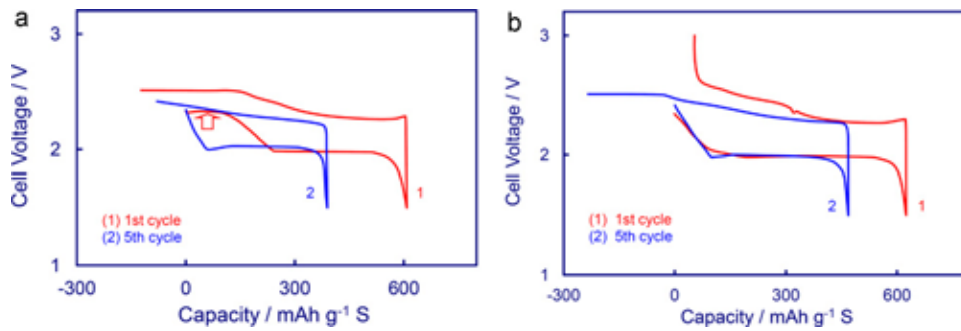 a
3
2
1
Cell Voltage / V
2
1
(1) 1st cycle
(2) 5th cycle
-300 0 300 600
Capacity / mAh g⁻¹ S
b
3
2
1
Cell Voltage / V
2
1
(1) 1st cycle
(2) 5th cycle
-300 0 300 600
Capacity / mAh g⁻¹ S